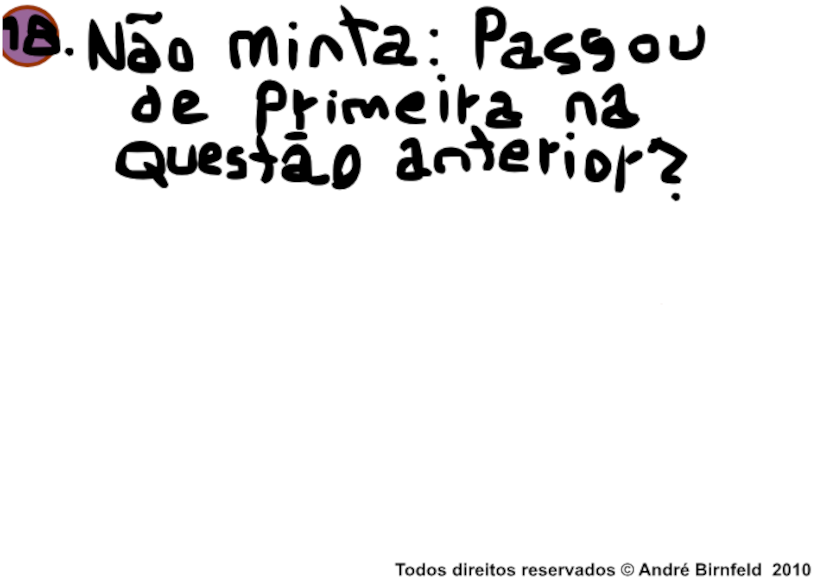 18. Não minta: Passou
de primeira na
questão anterior?
Todos direitos reservados © André Birnfeld 2010